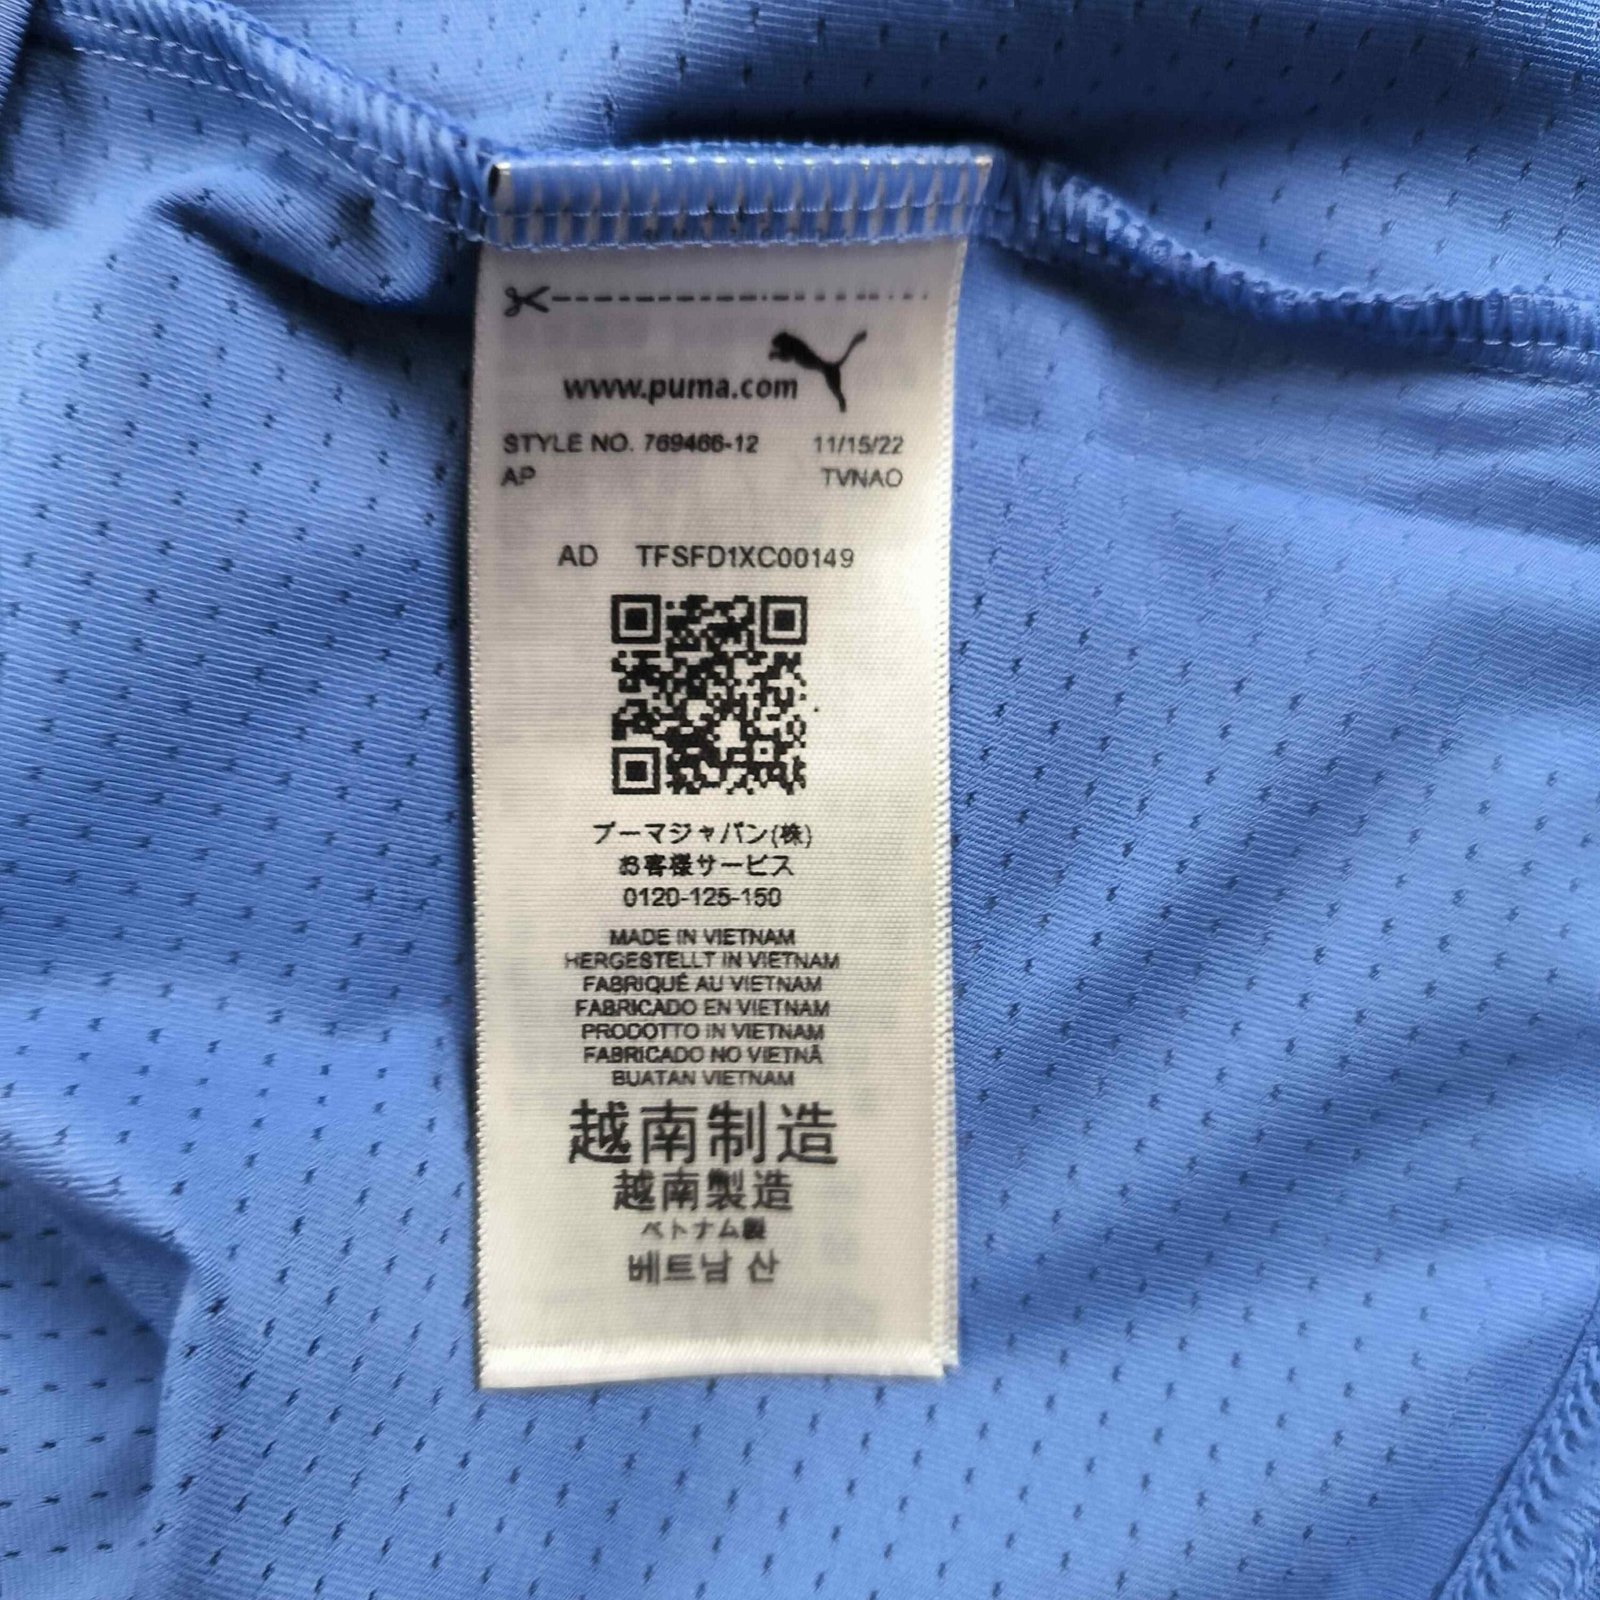 www.puma.com
STYLE NO. 769466-12 11/15/22
AP TVNAO
AD TFSFD1XC00149
プーマジャパン(株)
お客様サービス
0120-125-150
MADE IN VIETNAM
HERGESTELLT IN VIETNAM
FABRIQUÉ AU VIETNAM
FABRICADO EN VIETNAM
PRODOTTO IN VIETNAM
FABRICADO NO VIETNÃ
BUATAN VIETNAM
越南制造
越南製造
ベトナム製
베트남 산